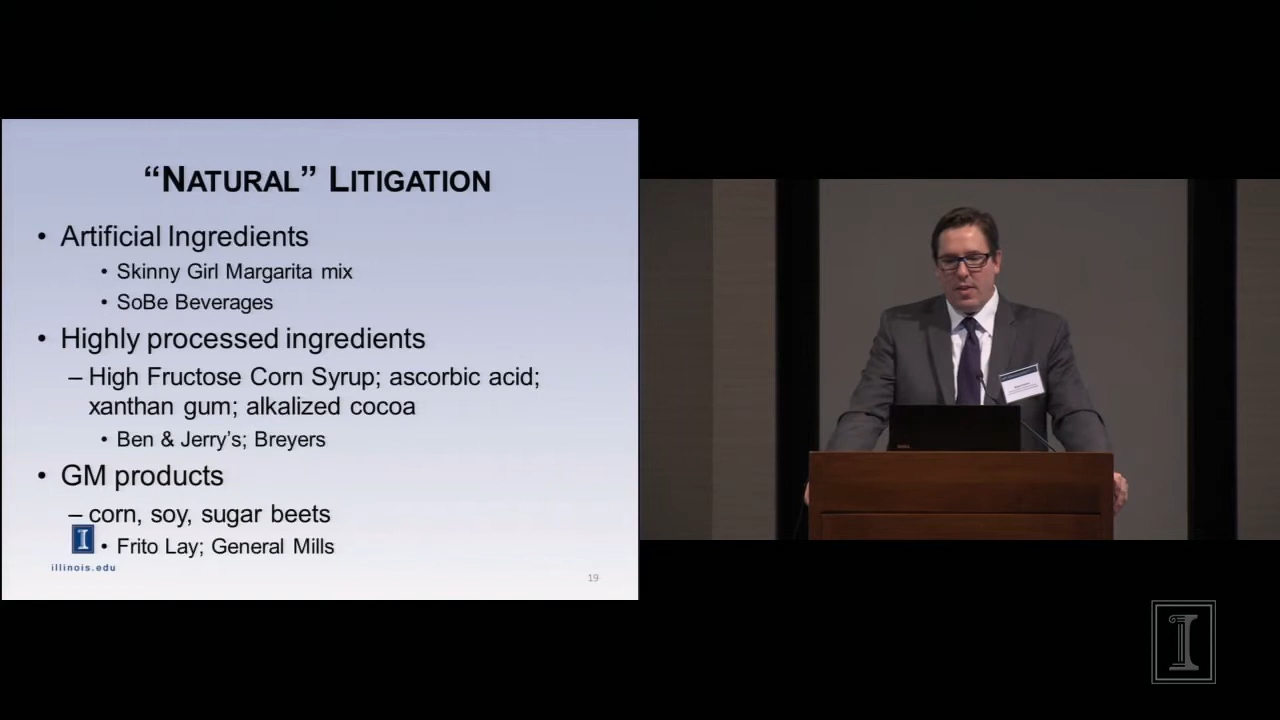 “NATURAL” LITIGATION
• Artificial Ingredients
• Skinny Girl Margarita mix
• SoBe Beverages
• Highly processed ingredients
– High Fructose Corn Syrup; ascorbic acid;
xanthan gum; alkalized cocoa
• Ben & Jerry’s; Breyers
• GM products
– corn, soy, sugar beets
• Frito Lay; General Mills
I
illinois.edu
19
I